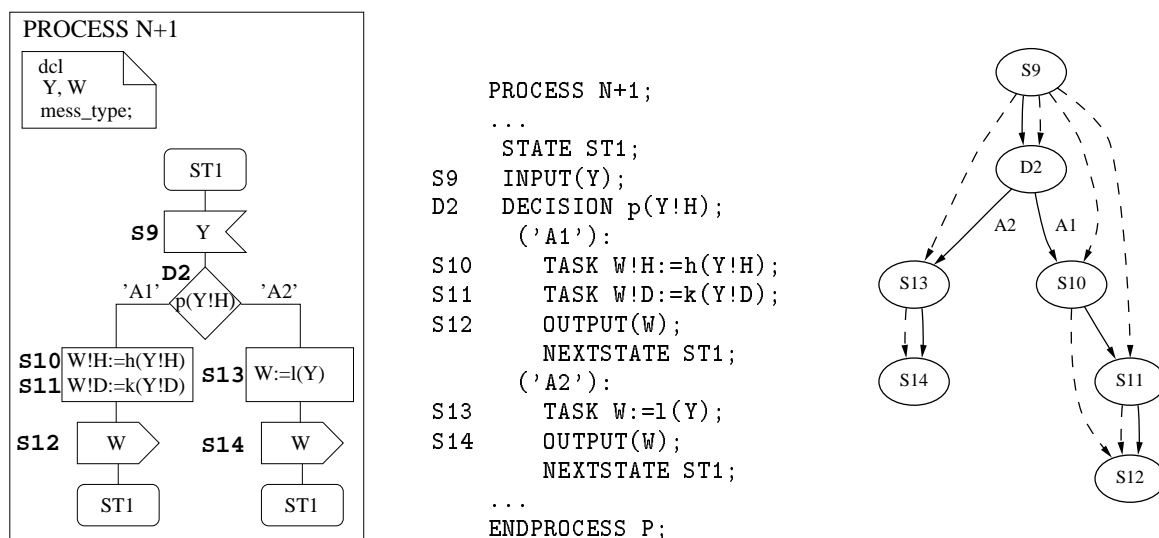 PROCESS N+1
dcl
Y, W
mess_type;
ST1
S9 Y
D2
'A1' p(Y!H) 'A2'
S10 W!H:=h(Y!H)
S11 W!D:=k(Y!D)
S13 W:=l(Y)
S12 W
S14 W
ST1 ST1
PROCESS N+1;
...
STATE ST1;
S9 INPUT(Y);
D2 DECISION p(Y!H);
('A1'):
S10 TASK W!H:=h(Y!H);
S11 TASK W!D:=k(Y!D);
S12 OUTPUT(W);
NEXTSTATE ST1;
('A2'):
S13 TASK W:=l(Y);
S14 OUTPUT(W);
NEXTSTATE ST1;
...
ENDPROCESS P;
S9
D2
A2 A1
S13 S10
S14 S11
S12